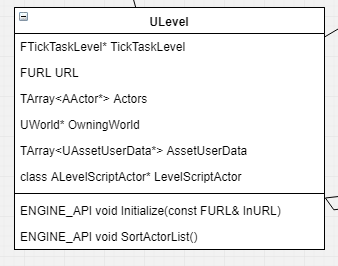 ULevel
FTickTaskLevel* TickTaskLevel
FURL URL
TArray<AActor*> Actors
UWorld* OwningWorld
TArray<UAssetUserData*> AssetUserData
class ALevelScriptActor* LevelScriptActor
ENGINE_API void Initialize(const FURL& InURL)
ENGINE_API void SortActorList()